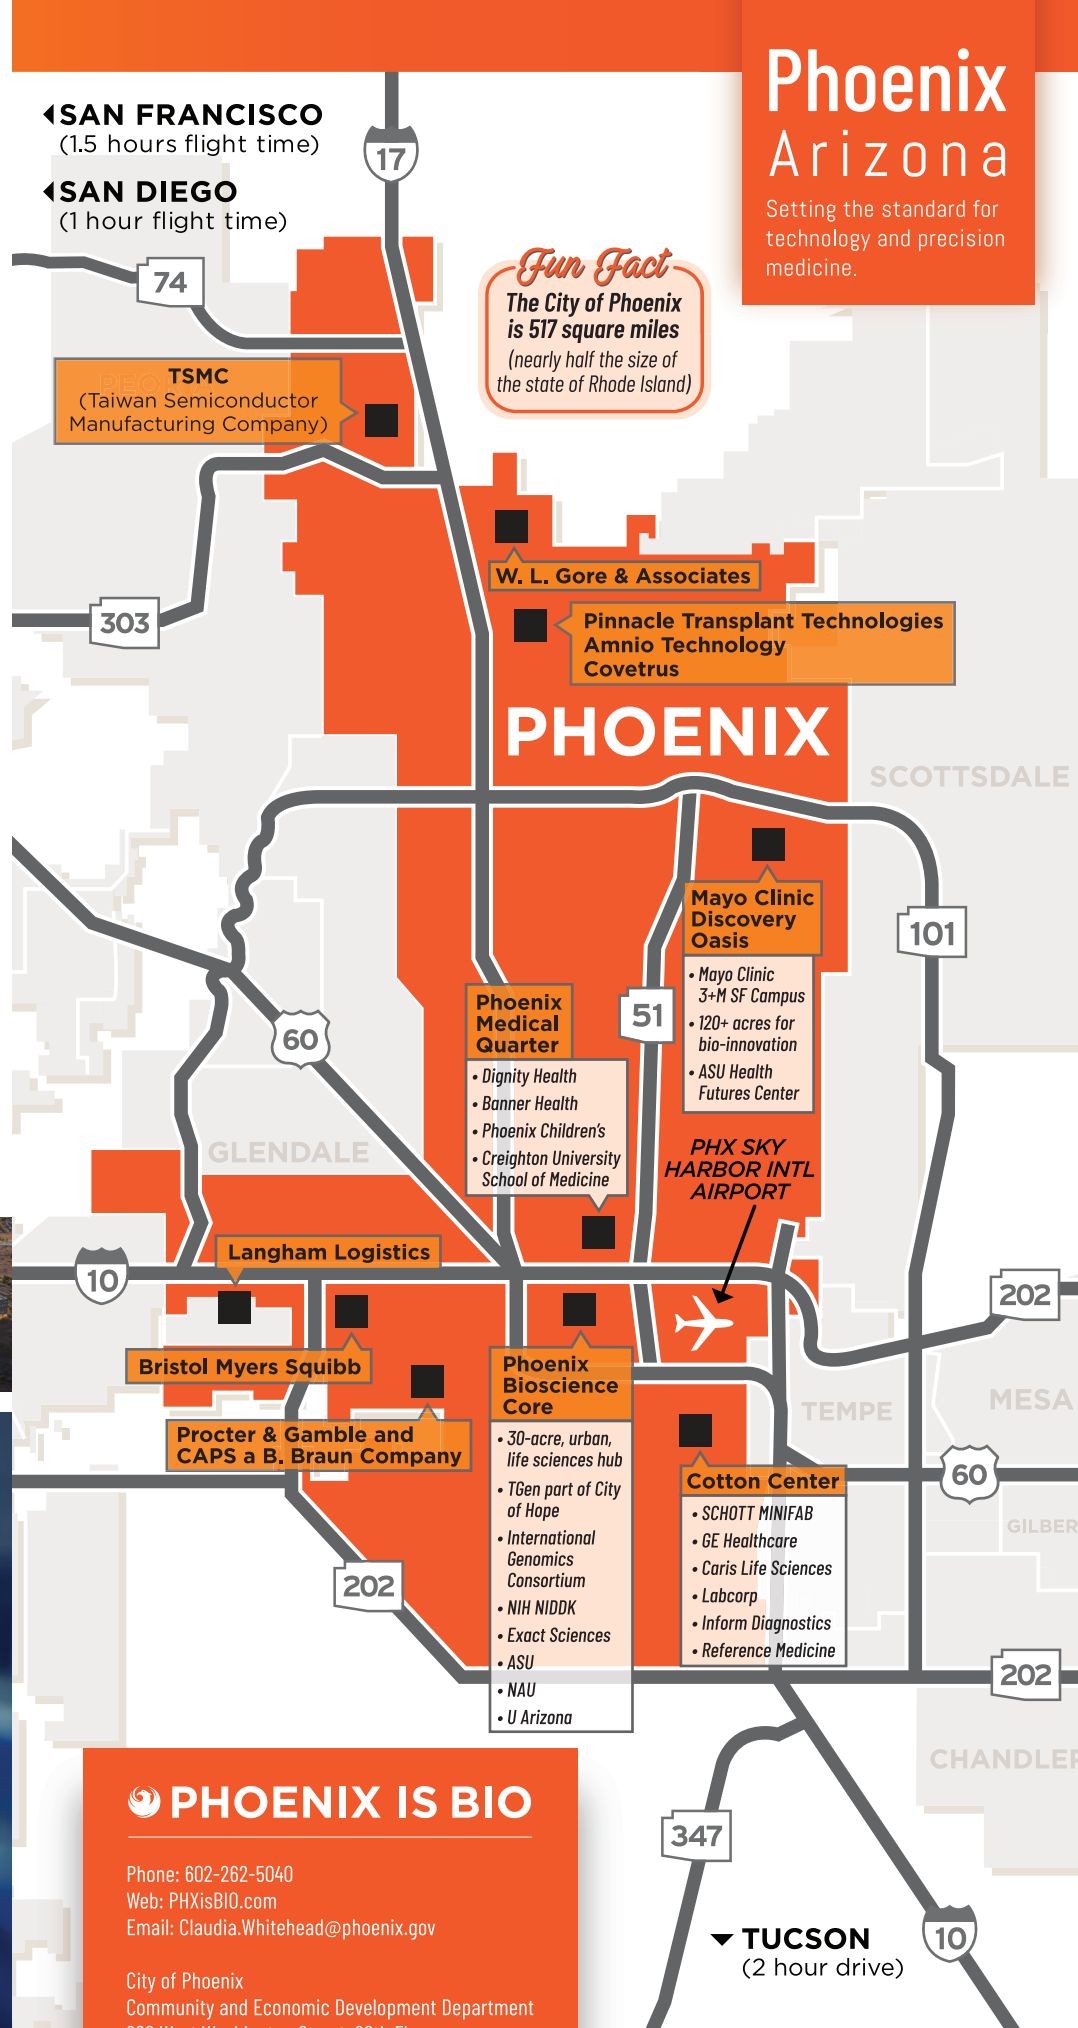 Phoenix
Arizona
Setting the standard for
technology and precision
medicine.
SAN FRANCISCO
(1.5 hours flight time)
SAN DIEGO
(1 hour flight time)
17
74
Fun Fact
The City of Phoenix
is 517 square miles
(nearly half the size of
the state of Rhode Island)
TSMC
(Taiwan Semiconductor
Manufacturing Company)
W. L. Gore & Associates
303
Pinnacle Transplant Technologies
Amnio Technology
Covetrus
PHOENIX
SCOTTSDALE
Mayo Clinic
Discovery
Oasis
• Mayo Clinic
3+M SF Campus
• 120+ acres for
bio-innovation
• ASU Health
Futures Center
101
51
60
Phoenix
Medical
Quarter
• Dignity Health
• Banner Health
• Phoenix Children's
• Creighton University
School of Medicine
GLENDALE
PHX SKY
HARBOR INTL
AIRPORT
Langham Logistics
10
202
Bristol Myers Squibb
Procter & Gamble and
CAPS a B. Braun Company
Phoenix
Bioscience
Core
• 30-acre, urban,
life sciences hub
• TGen part of City
of Hope
• International
Genomics
Consortium
• NIH NIDDK
• Exact Sciences
• ASU
• NAU
• U Arizona
TEMPE
MESA
60
Cotton Center
• SCHOTT MINIFAB
• GE Healthcare
• Caris Life Sciences
• Labcorp
• Inform Diagnostics
• Reference Medicine
GILBER
202
202
CHANDLER
347
10
TUCSON
(2 hour drive)
PHOENIX IS BIO
Phone: 602-262-5040
Web: PHXisBIO.com
Email: Claudia.Whitehead@phoenix.gov
City of Phoenix
Community and Economic Development Department